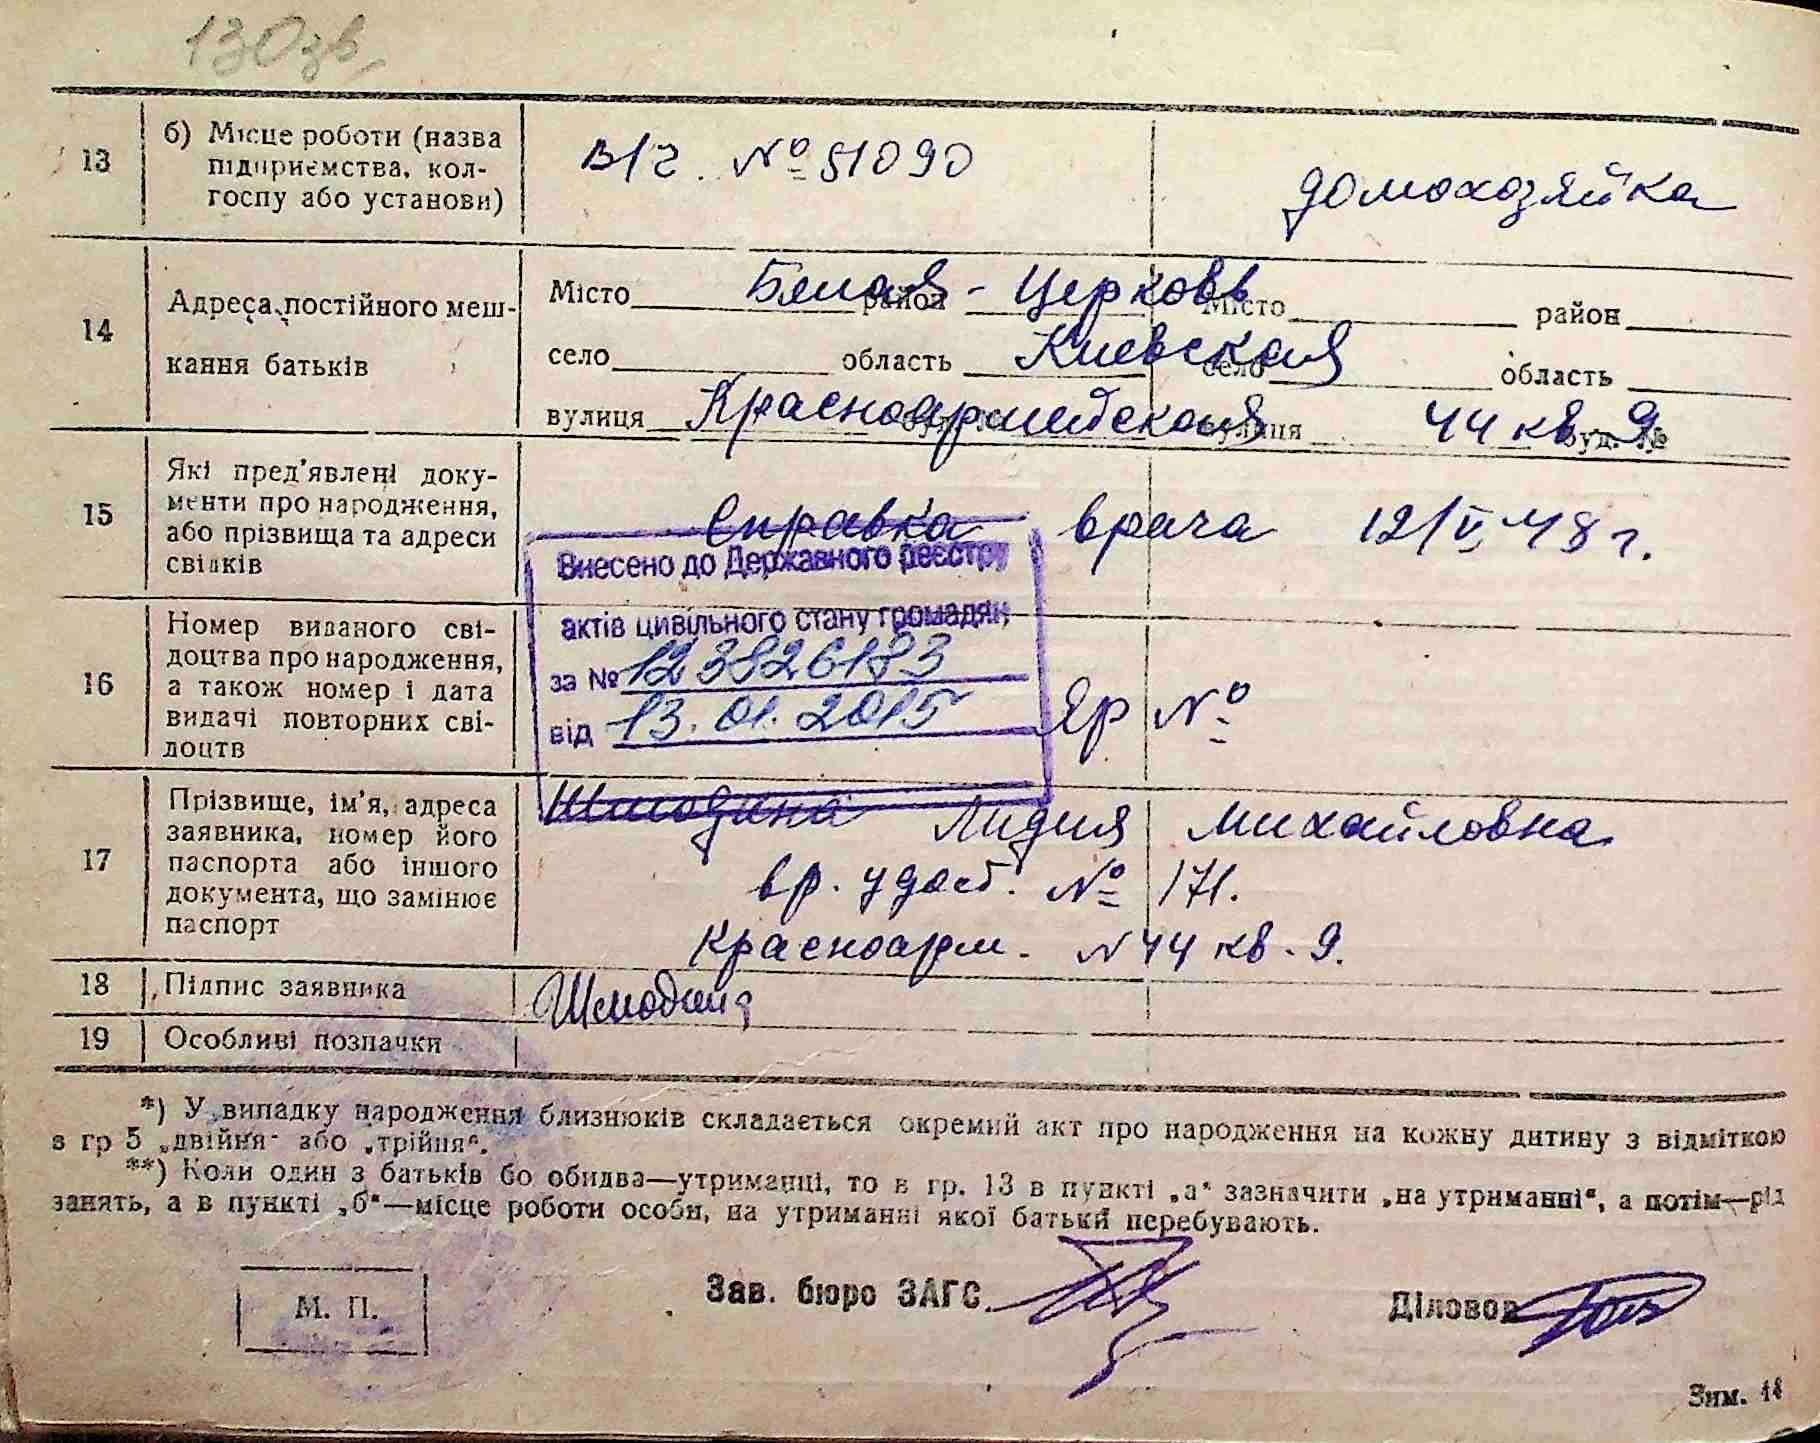 130зв
13
б) Місце роботи (назва
підприємства, кол-
госпу або установи)
в/г. № 51090
домохозяйка
14
Адреса постійного меш-
кання батьків
Місто Белая - Церковь район Місто район
село область Киевская село область
вулиця Красноармейская вулиця 44 кв 9 буд. №
15
Які пред'явлені доку-
менти про народження,
або прізвища та адреси
свідків
Справка врача 12/V 48 г.
Внесено до Державного реєстру
актів цивільного стану громадян
за № 123826183
від 13.01.2015
16
Номер виданого сві-
доцтва про народження,
а також номер і дата
видачі повторних сві-
доцтв
Яр №
17
Прізвище, ім'я, адреса
заявника, номер його
паспорта або іншого
документа, що замінює
паспорт
Лидия Михайловна
вр. удост. № 171.
Красноарм. N 44 кв. 9.
18
Підпис заявника
19
Особливі позначки
*) У випадку народження близнюків складається окремий акт про народження на кожну дитину з відміткою
в гр 5 „двійня" або „трійня".
**) Коли один з батьків бо обидва—утриманці, то в гр. 13 в пункті „а" зазначити „на утриманні", а потім—рід
занять, а в пункті „б"—місце роботи особи, на утриманні якої батьки перебувають.
М. П.
Зав. бюро ЗАГС
Діловод
Зим. 18